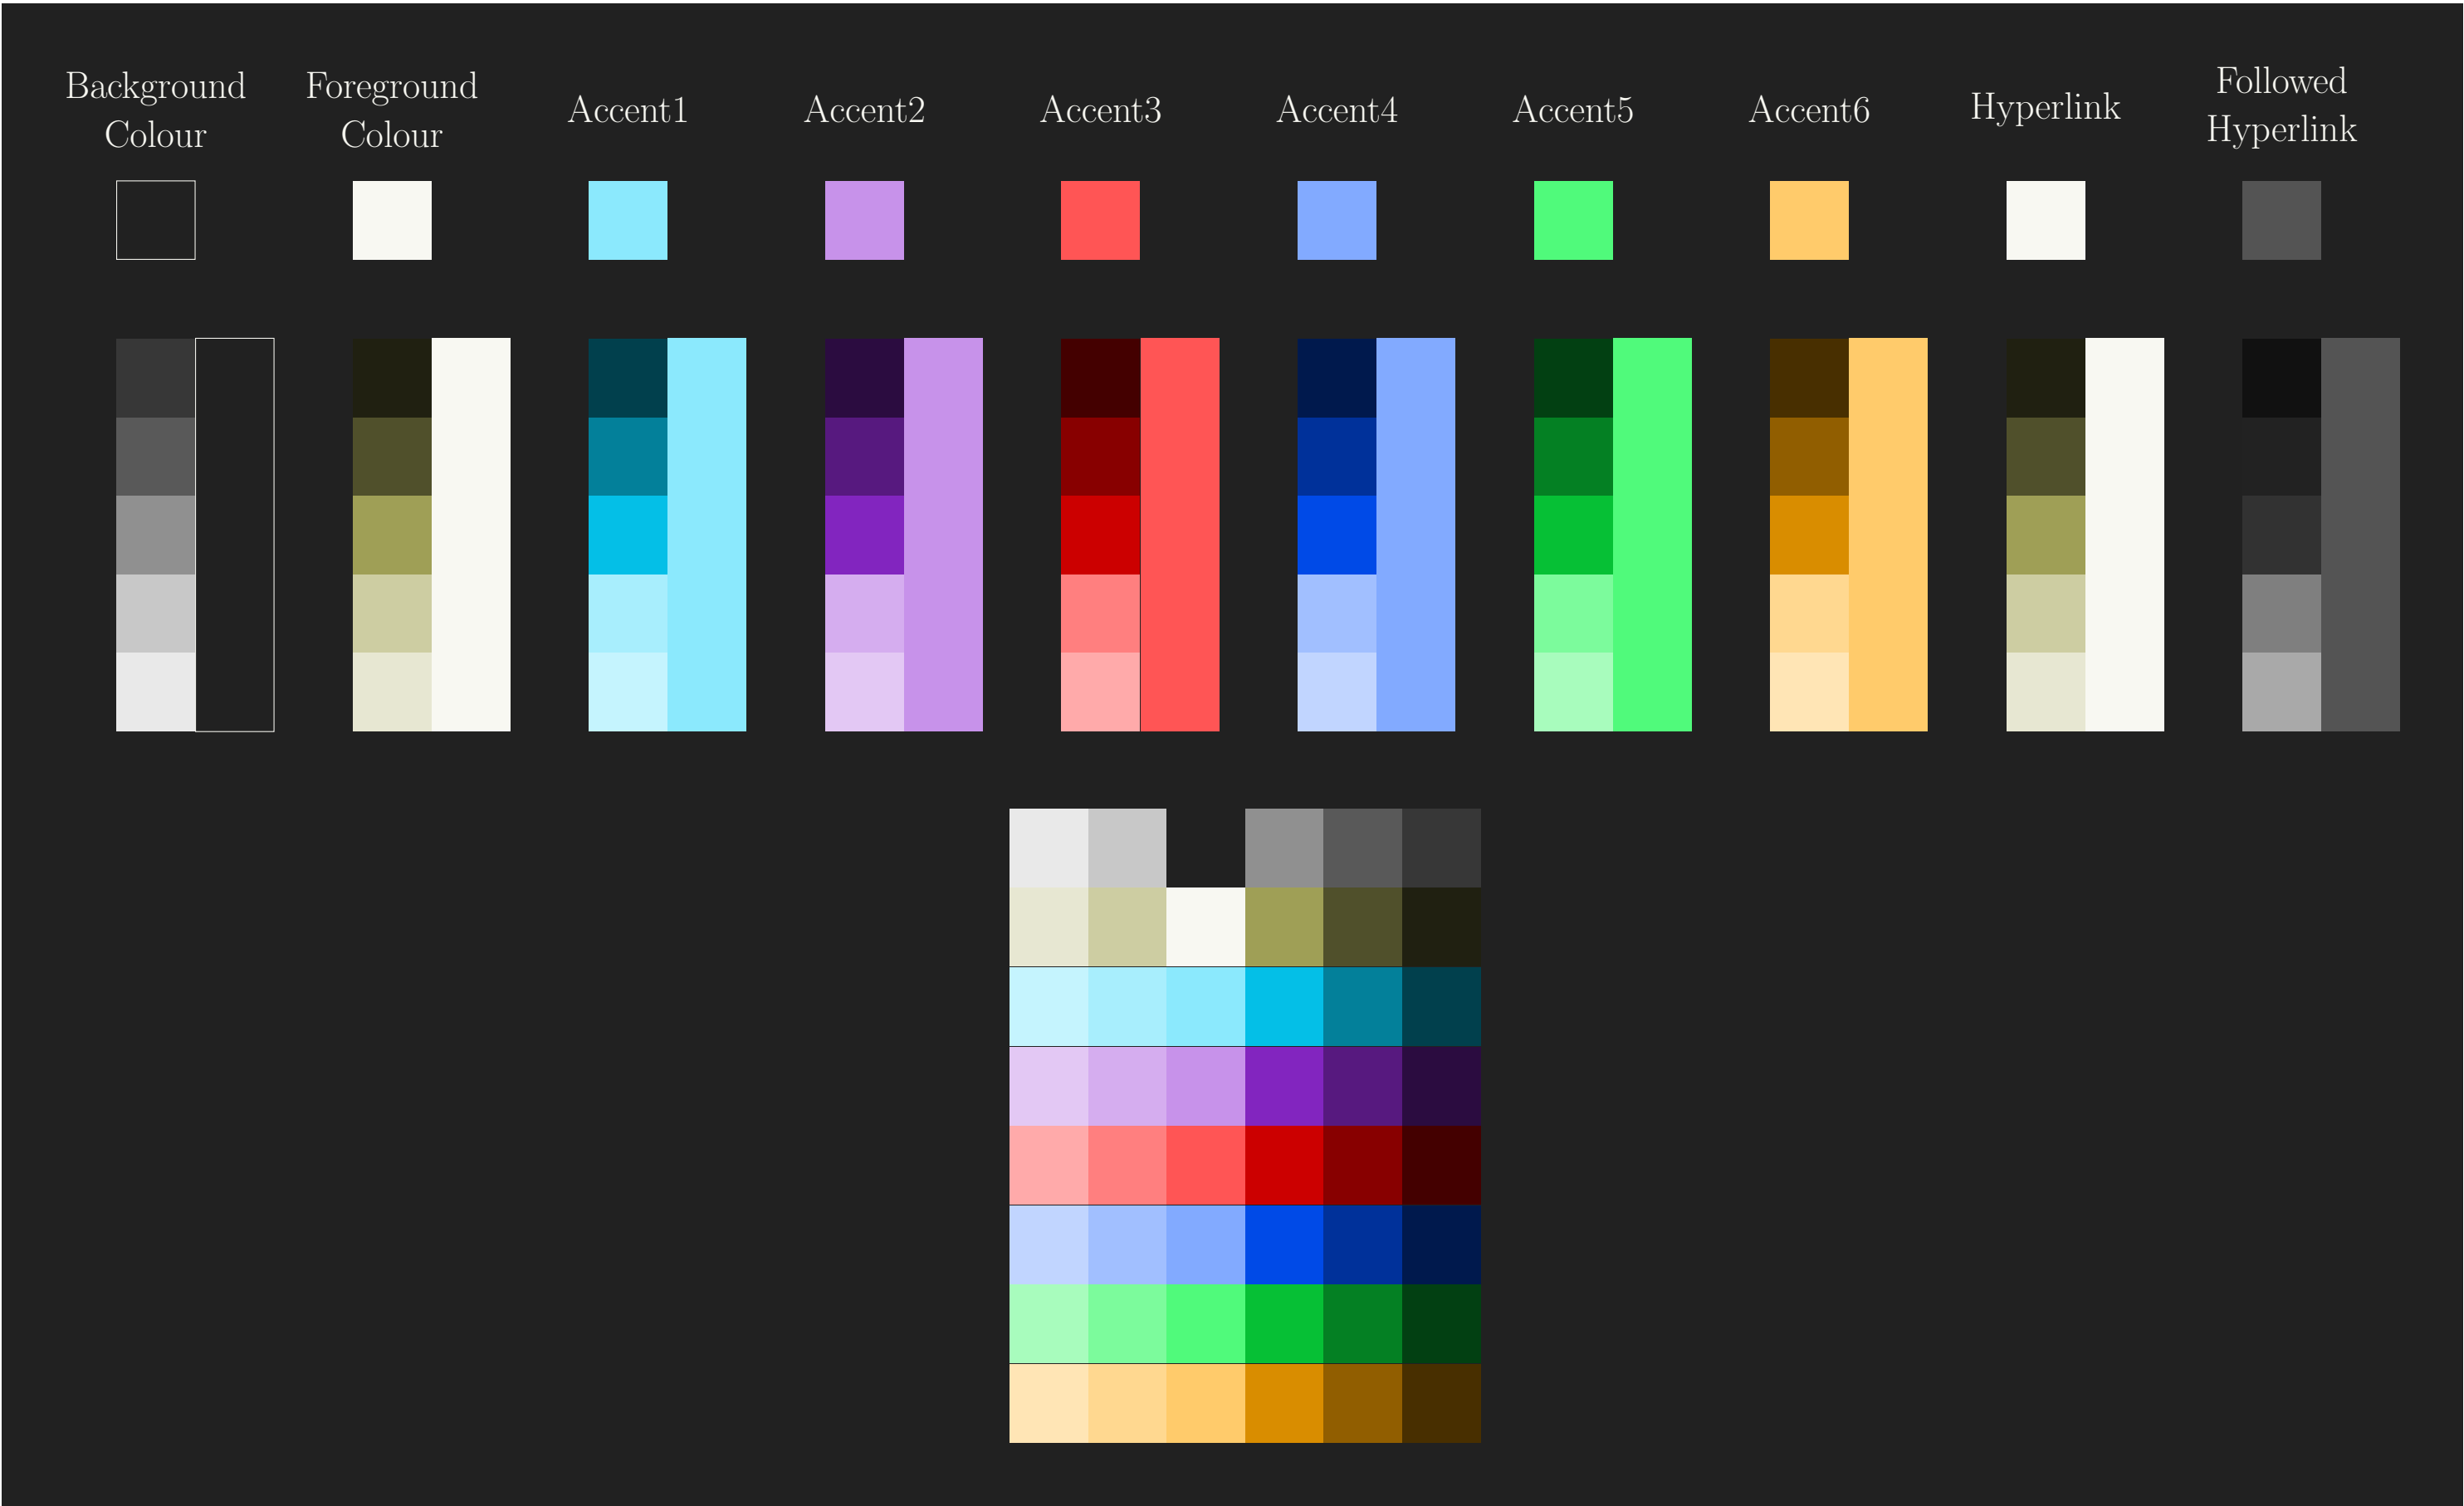 Background
Colour
Foreground
Colour
Accent1
Accent2
Accent3
Accent4
Accent5
Accent6
Hyperlink
Followed
Hyperlink